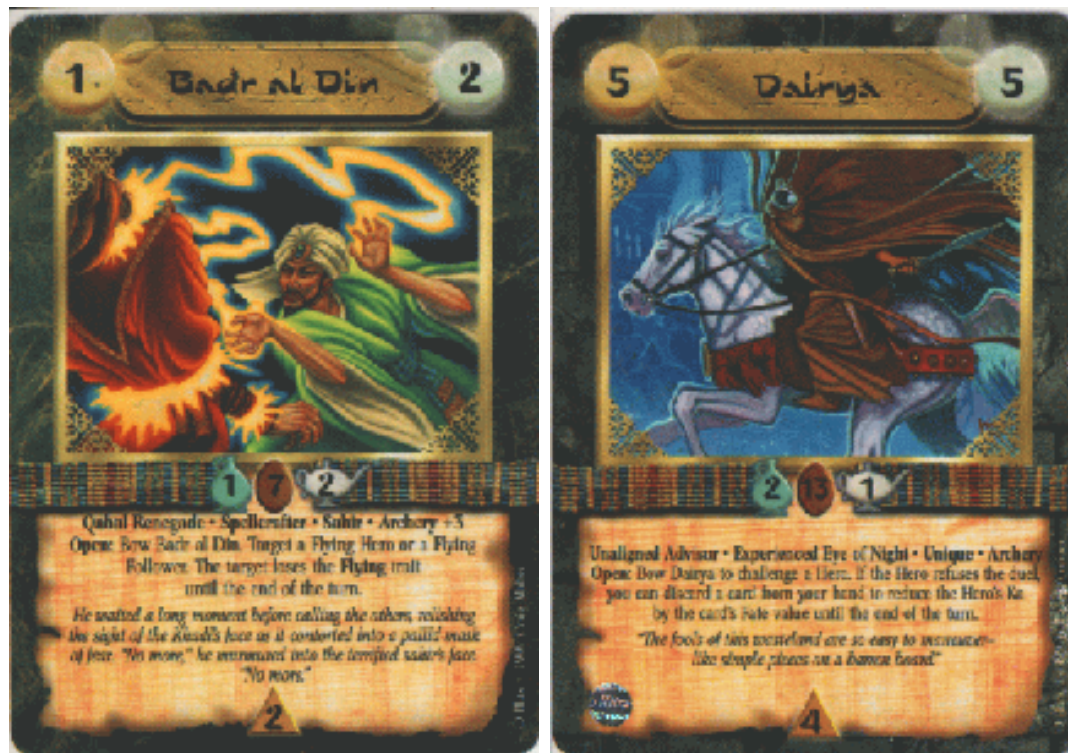 1
Badr al Din
2
1
7
2
Qabal Renegade • Spellcrafter • Sahir • Archery +3
Open: Bow Badr al Din. Target a Flying Hero or a Flying
Follower. The target loses the Flying trait
until the end of the turn.
He waited a long moment before calling the others, relishing
the sight of the Khadi's face as it contorted into a pallid mask
of fear. "No more," he murmured into the terrified sahir's face.
"No more."
2
5
Dairya
5
2
13
1
Unaligned Advisor • Experienced Eye of Night • Unique • Archery
Open: Bow Dairya to challenge a Hero. If the Hero refuses the duel,
you can discard a card from your hand to reduce the Hero's Ka
by the card's Fate value until the end of the turn.
"The fools of this wasteland are so easy to maneuver–
like simple pieces on a barren board."
4